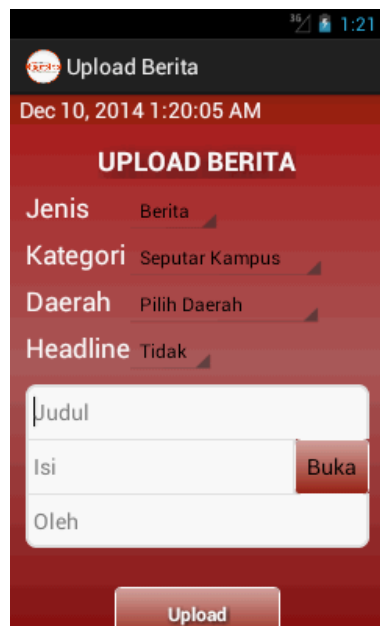 3G 1:21
Upload Berita
Dec 10, 2014 1:20:05 AM
UPLOAD BERITA
Jenis Berita
Kategori Seputar Kampus
Daerah Pilih Daerah
Headline Tidak
Judul
Isi Buka
Oleh
Upload